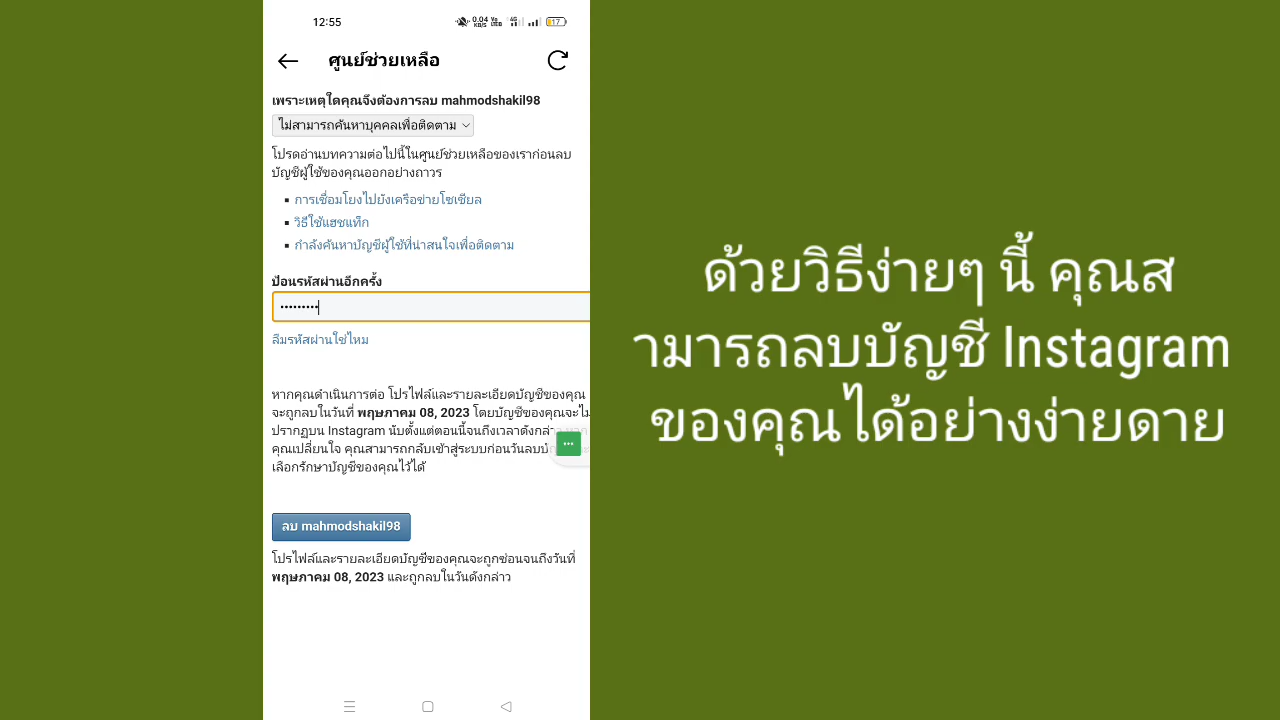 12:55
0.04 KB/S Vo LTED 4G 17
ศูนย์ช่วยเหลือ
เพราะเหตุใดคุณจึงต้องการลบ mahmodshakil98
ไม่สามารถค้นหาบุคคลเพื่อติดตาม
โปรดอ่านบทความต่อไปนี้ในศูนย์ช่วยเหลือของเราก่อนลบ
บัญชีผู้ใช้ของคุณออกอย่างถาวร
การเชื่อมโยงไปยังเครือข่ายโซเชียล
วิธีใช้แฮชแท็ก
กำลังค้นหาบัญชีผู้ใช้ที่น่าสนใจเพื่อติดตาม
ป้อนรหัสผ่านอีกครั้ง
•••••••••
ลืมรหัสผ่านใช่ไหม
หากคุณดำเนินการต่อ โปรไฟล์และรายละเอียดบัญชีของคุณ
จะถูกลบในวันที่ พฤษภาคม 08, 2023 โดยบัญชีของคุณจะไม่
ปรากฏบน Instagram นับตั้งแต่ตอนนี้จนถึงเวลาดังกล่าว
คุณเปลี่ยนใจ คุณสามารถกลับเข้าสู่ระบบก่อนวันลบ
เลือกรักษาบัญชีของคุณไว้ได้
ลบ mahmodshakil98
โปรไฟล์และรายละเอียดบัญชีของคุณจะถูกซ่อนจนถึงวันที่
พฤษภาคม 08, 2023 และถูกลบในวันดังกล่าว
ด้วยวิธีง่ายๆ นี้ คุณส
ามารถลบบัญชี Instagram
ของคุณได้อย่างง่ายดาย